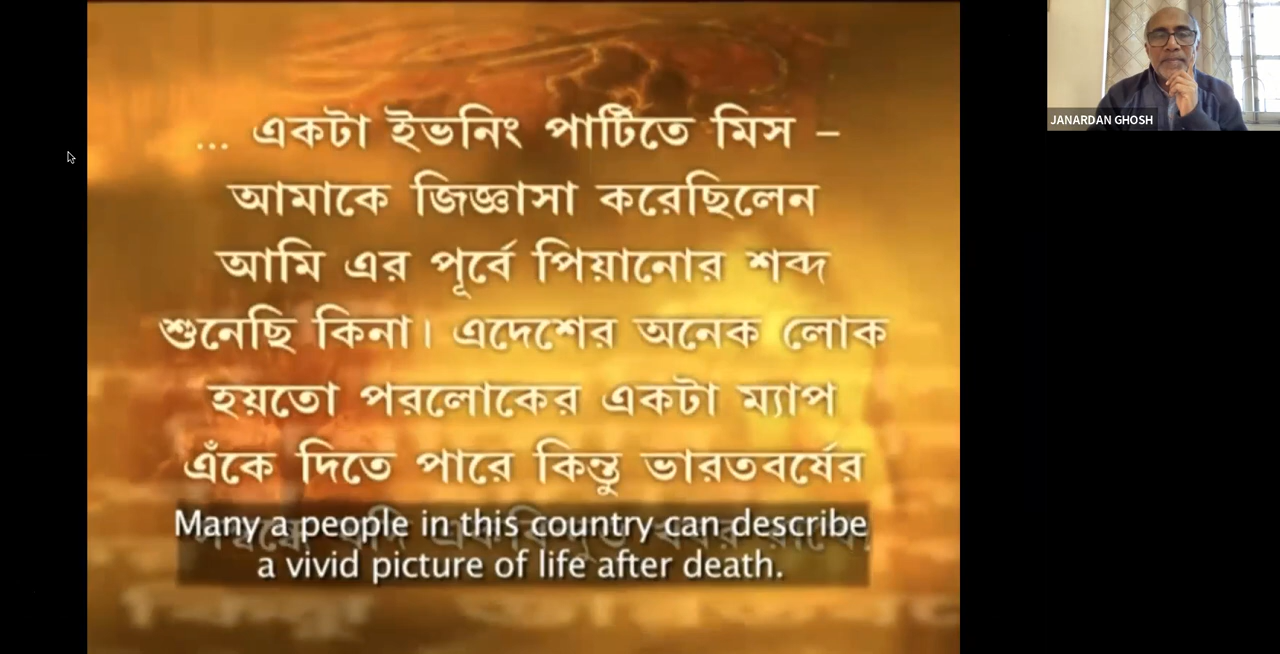 ... একটা ইভনিং পার্টিতে মিস –
আমাকে জিজ্ঞাসা করেছিলেন
আমি এর পূর্বে পিয়ানোর শব্দ
শুনেছি কিনা। এদেশের অনেক লোক
হয়তো পরলোকের একটা ম্যাপ
এঁকে দিতে পারে কিন্তু ভারতবর্ষের
Many a people in this country can describe
a vivid picture of life after death.
JANARDAN GHOSH